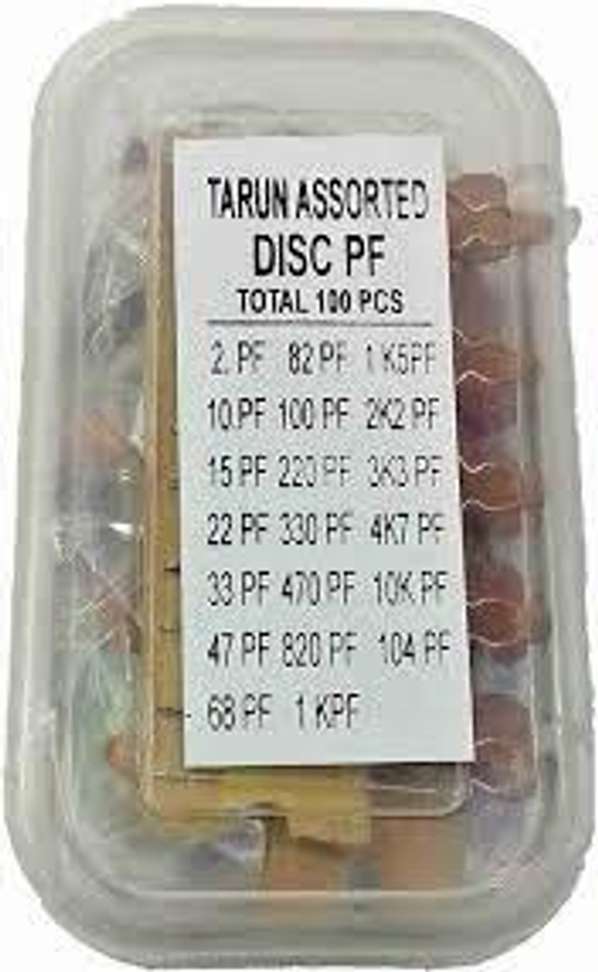 TARUN ASSORTED
DISC PF
TOTAL 100 PCS
2. PF 82 PF 1 K5PF
10.PF 100 PF 2K2 PF
15 PF 220 PF 3K3 PF
22 PF 330 PF 4K7 PF
33 PF 470 PF 10K PF
47 PF 820 PF 104 PF
68 PF 1 KPF